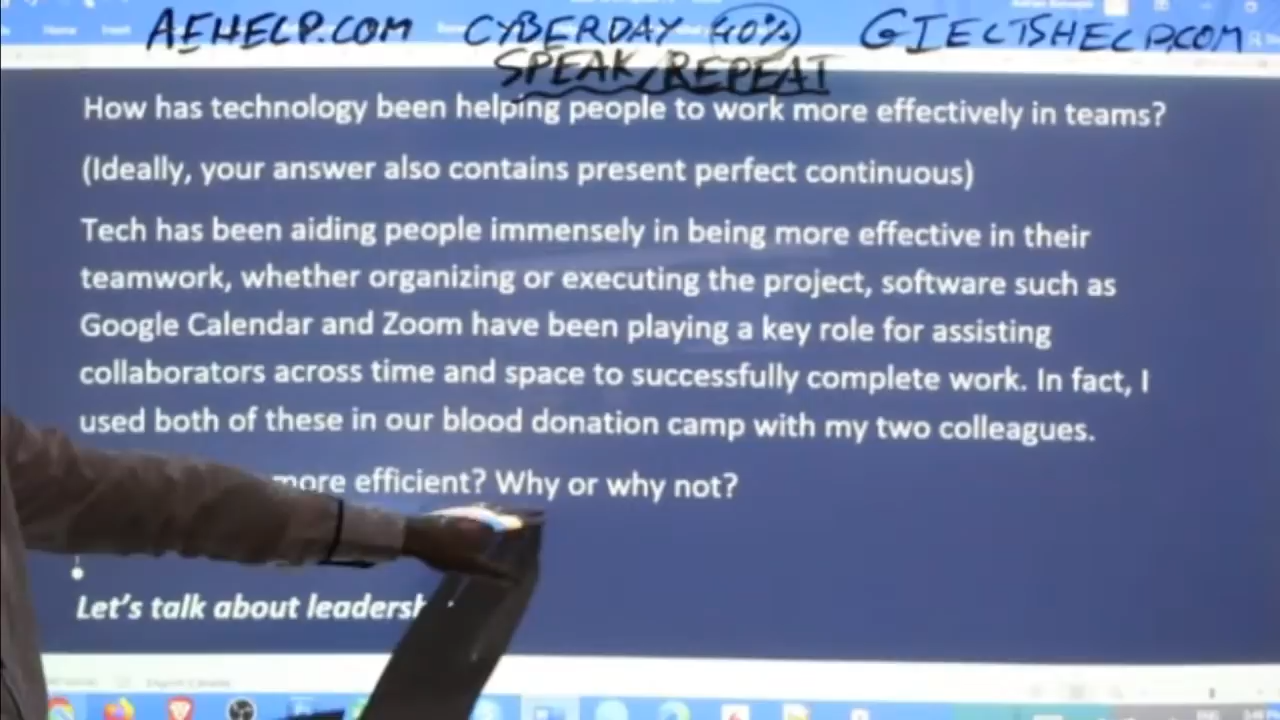 AEHELP.COM CYBERDAY 40% GIELTSHELP.COM
SPEAK, REPEAT
How has technology been helping people to work more effectively in teams?
(Ideally, your answer also contains present perfect continuous)
Tech has been aiding people immensely in being more effective in their
teamwork, whether organizing or executing the project, software such as
Google Calendar and Zoom have been playing a key role for assisting
collaborators across time and space to successfully complete work. In fact, I
used both of these in our blood donation camp with my two colleagues.
more efficient? Why or why not?
Let's talk about